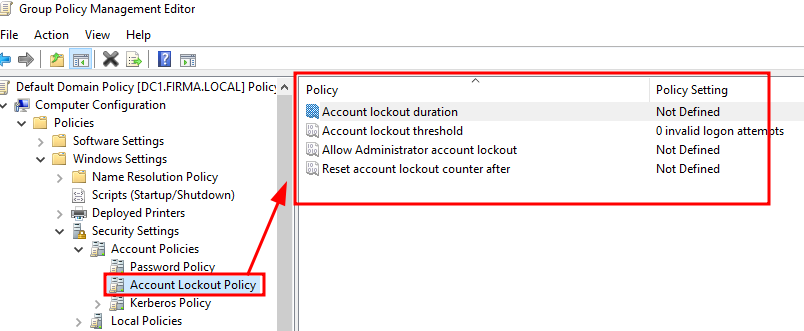 Group Policy Management Editor
File Action View Help
Default Domain Policy [DC1.FIRMA.LOCAL] Policy
Computer Configuration
Policies
Software Settings
Windows Settings
Name Resolution Policy
Scripts (Startup/Shutdown)
Deployed Printers
Security Settings
Account Policies
Password Policy
Account Lockout Policy
Kerberos Policy
Local Policies
Policy Policy Setting
Account lockout duration Not Defined
Account lockout threshold 0 invalid logon attempts
Allow Administrator account lockout Not Defined
Reset account lockout counter after Not Defined